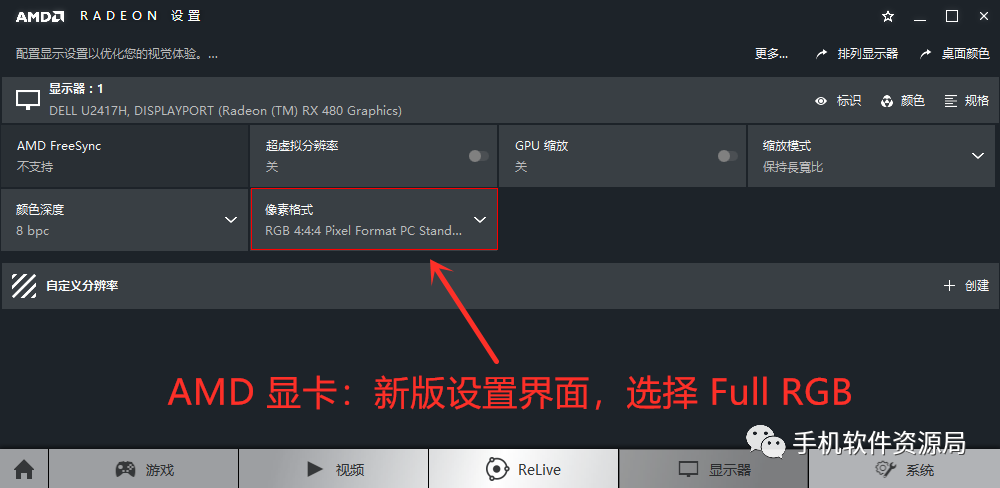 AMD RADEON 设置
配置显示设置以优化您的视觉体验。...
更多... 排列显示器 桌面颜色
显示器：1
DELL U2417H, DISPLAYPORT (Radeon (TM) RX 480 Graphics)
标识 颜色 规格
AMD FreeSync
不支持
超虚拟分辨率
关
GPU 缩放
关
缩放模式
保持長寬比
颜色深度
8 bpc
像素格式
RGB 4:4:4 Pixel Format PC Stand...
自定义分辨率
创建
AMD 显卡：新版设置界面，选择 Full RGB
手机软件资源局
游戏 视频 ReLive 显示器 系统